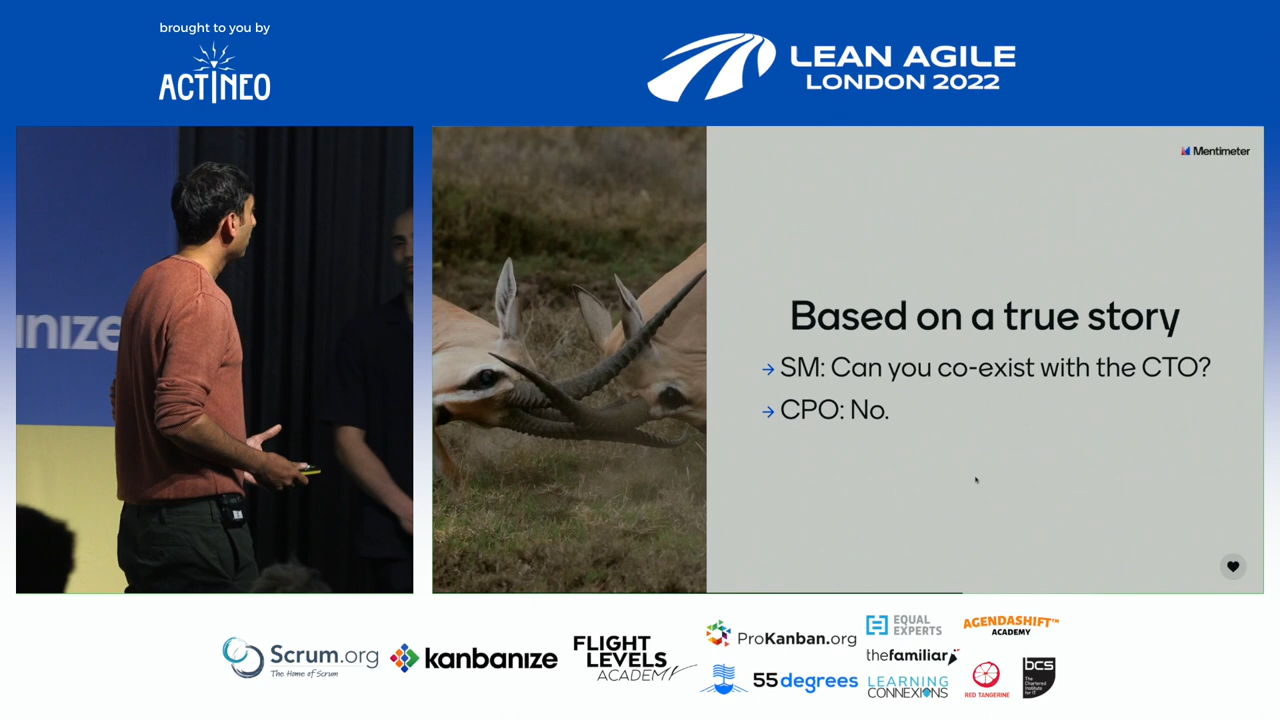 brought to you by
ACTINEO
LEAN AGILE
LONDON 2022
nize
Mentimeter
Based on a true story
→ SM: Can you co-exist with the CTO?
→ CPO: No.
Scrum.org
The Home of Scrum
kanbanize
FLIGHT
LEVELS
ACADEMY
ProKanban.org
55degrees
EQUAL
EXPERTS
thefamiliar
LEARNING
CONNEXIONS
AGENDASHIFT™
ACADEMY
RED TANGERINE
bcs
The
Chartered
Institute
for IT